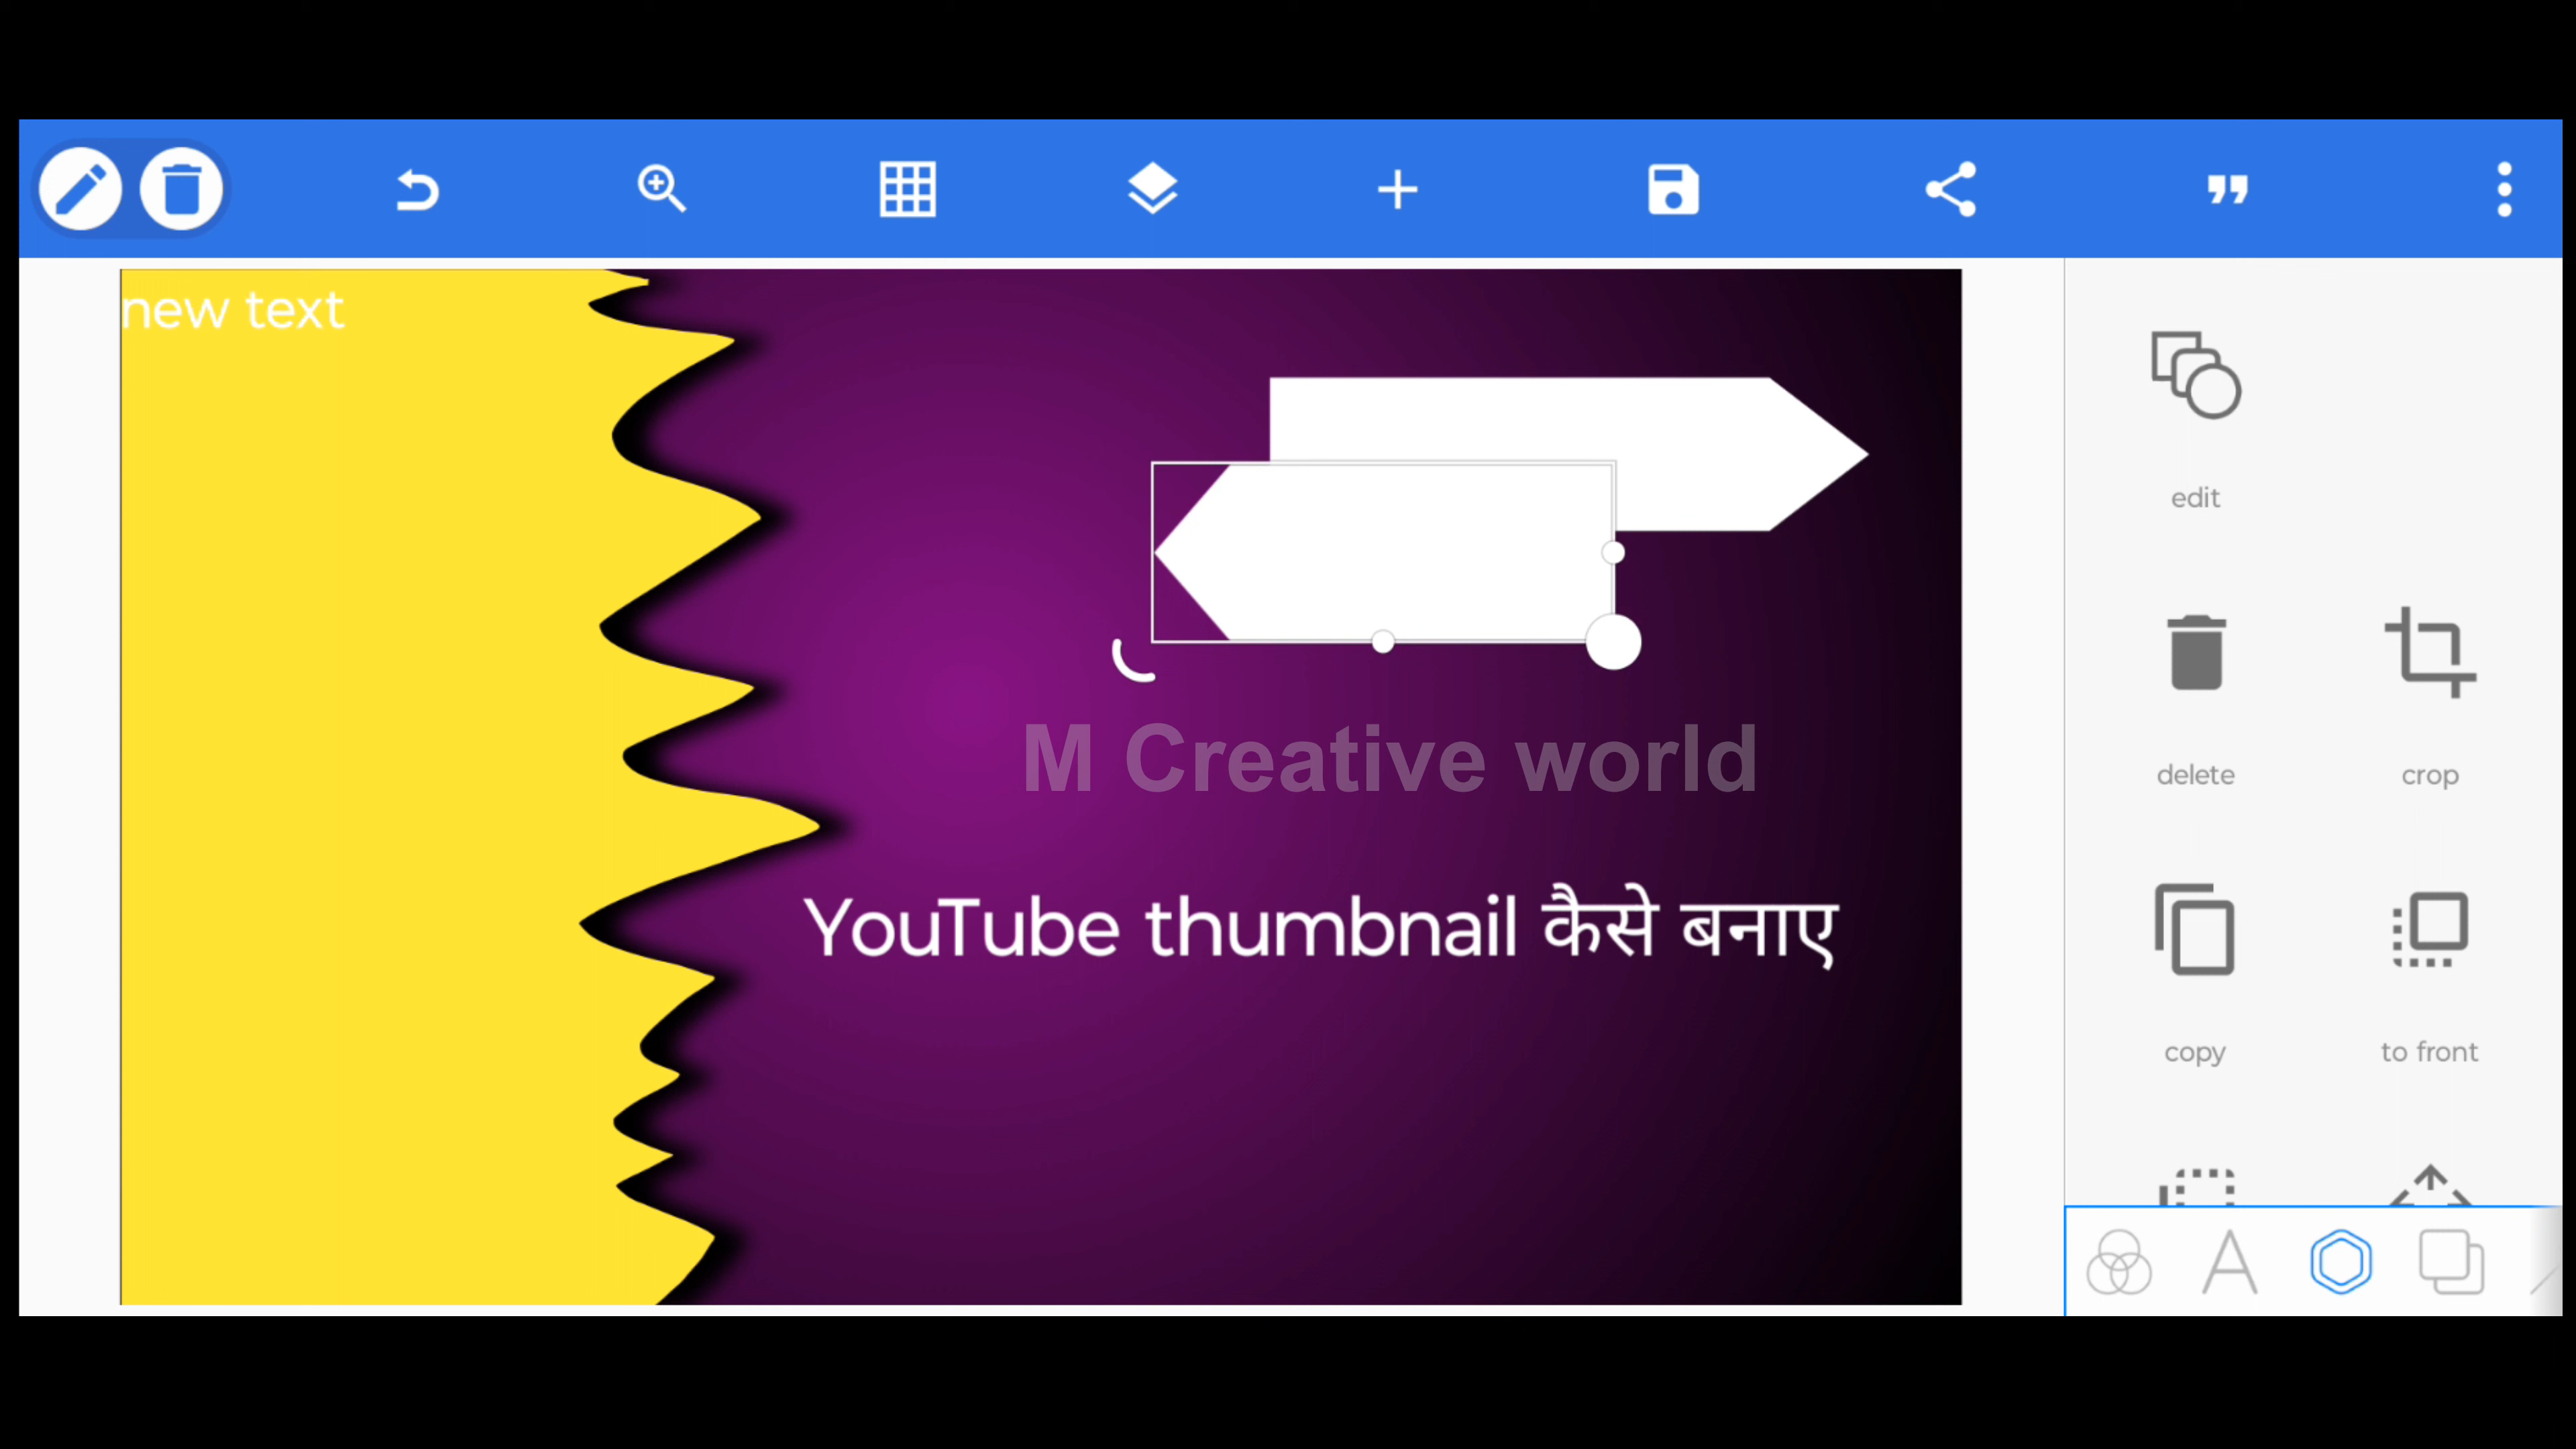 new text
edit
delete
crop
M Creative world
YouTube thumbnail कैसे बनाए
copy
to front